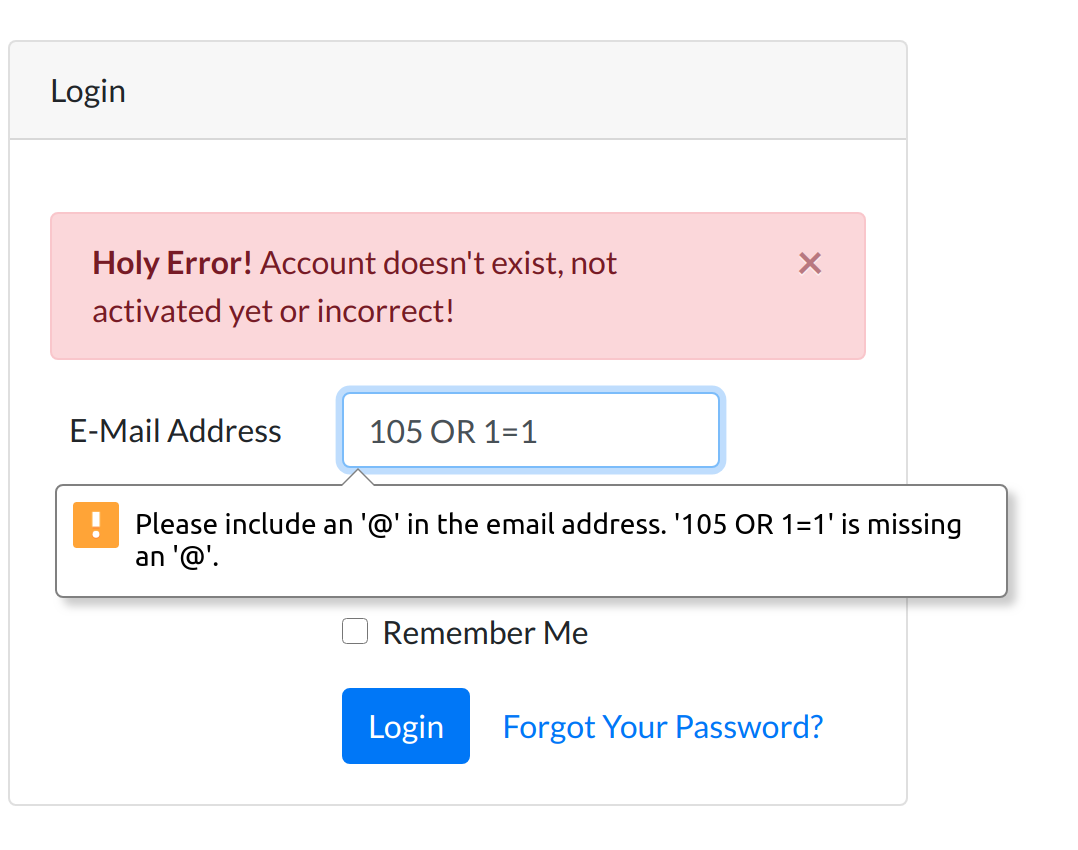 Login
Holy Error! Account doesn't exist, not
activated yet or incorrect!
E-Mail Address
105 OR 1=1
Please include an '@' in the email address. '105 OR 1=1' is missing
an '@'.
Remember Me
Login
Forgot Your Password?